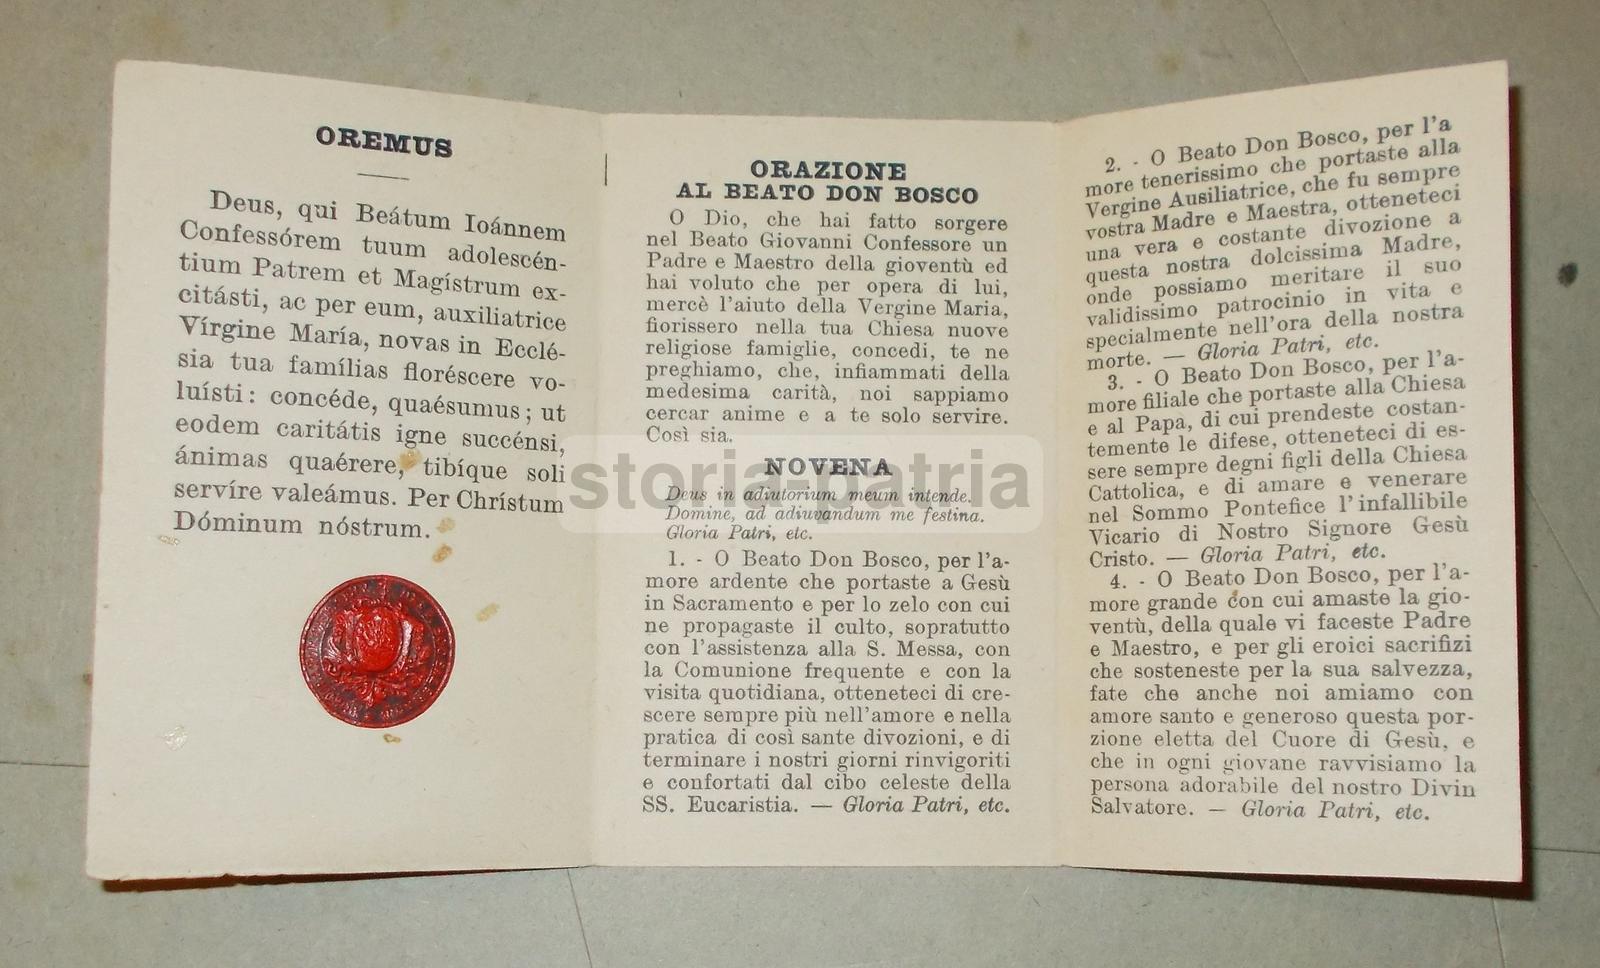 OREMUS
Deus, qui Beátum Ioánnem
Confessórem tuum adolescén-
tium Patrem et Magístrum ex-
citásti, ac per eum, auxiliatrice
Vírgine María, novas in Ecclé-
sia tua famílias floréscere vo-
luísti: concéde, quaésumus; ut
eodem caritátis igne succénsi,
ánimas quaérere, tibíque soli
servíre valeámus. Per Chrístum
Dóminum nóstrum.
ORAZIONE
AL BEATO DON BOSCO
O Dio, che hai fatto sorgere
nel Beato Giovanni Confessore un
Padre e Maestro della gioventù ed
hai voluto che per opera di lui,
mercè l'aiuto della Vergine Maria,
fiorissero nella tua Chiesa nuove
religiose famiglie, concedi, te ne
preghiamo, che, infiammati della
medesima carità, noi sappiamo
cercar anime e a te solo servire.
Così sia.
NOVENA
Deus in adiutorium meum intende.
Domine, ad adiuvandum me festina.
Gloria Patri, etc.
1. - O Beato Don Bosco, per l'a-
more ardente che portaste a Gesù
in Sacramento e per lo zelo con cui
ne propagaste il culto, sopratutto
con l'assistenza alla S. Messa, con
la Comunione frequente e con la
visita quotidiana, otteneteci di cre-
scere sempre più nell'amore e nella
pratica di così sante divozioni, e di
terminare i nostri giorni rinvigoriti
e confortati dal cibo celeste della
SS. Eucaristia. — Gloria Patri, etc.
2. - O Beato Don Bosco, per l'a
more tenerissimo che portaste alla
Vergine Ausiliatrice, che fu sempre
vostra Madre e Maestra, otteneteci
una vera e costante divozione a
questa nostra dolcissima Madre,
onde possiamo meritare il suo
validissimo patrocinio in vita e
specialmente nell'ora della nostra
morte. — Gloria Patri, etc.
3. - O Beato Don Bosco, per l'a-
more filiale che portaste alla Chiesa
e al Papa, di cui prendeste costan-
temente le difese, otteneteci di es-
sere sempre degni figli della Chiesa
Cattolica, e di amare e venerare
nel Sommo Pontefice l'infallibile
Vicario di Nostro Signore Gesù
Cristo. — Gloria Patri, etc.
4. - O Beato Don Bosco, per l'a-
more grande con cui amaste la gio-
ventù, della quale vi faceste Padre
e Maestro, e per gli eroici sacrifizi
che sosteneste per la sua salvezza,
fate che anche noi amiamo con
amore santo e generoso questa por-
zione eletta del Cuore di Gesù, e
che in ogni giovane ravvisiamo la
persona adorabile del nostro Divin
Salvatore. — Gloria Patri, etc.
storia-patria